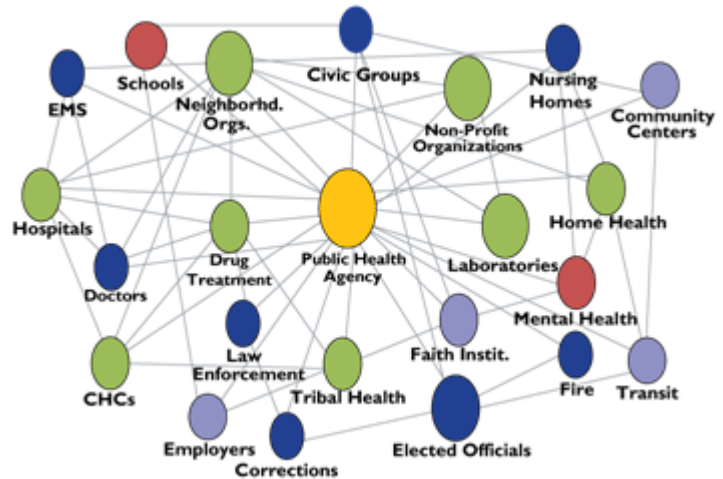 Schools
EMS
Neighborhd.
Orgs.
Civic Groups
Non-Profit
Organizations
Nursing
Homes
Community
Centers
Hospitals
Doctors
Drug
Treatment
Public Health
Agency
Laboratories
Home Health
Mental Health
Law
Enforcement
Faith Instit.
CHCs
Tribal Health
Fire
Transit
Employers
Corrections
Elected Officials